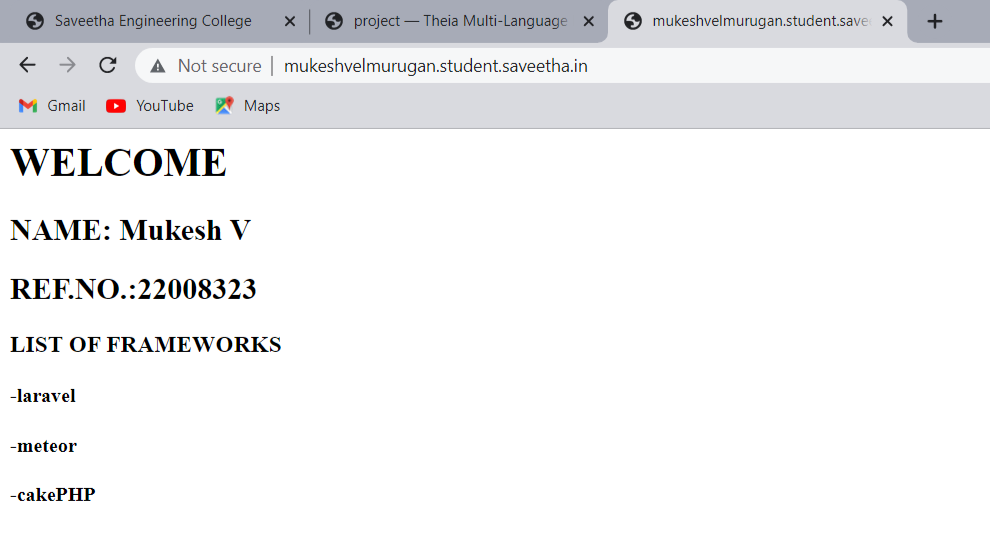 Saveetha Engineering College
project — Theia Multi-Language
mukeshvelmurugan.student.save
Not secure | mukeshvelmurugan.student.saveetha.in
Gmail YouTube Maps
WELCOME
NAME: Mukesh V
REF.NO.:22008323
LIST OF FRAMEWORKS
-laravel
-meteor
-cakePHP